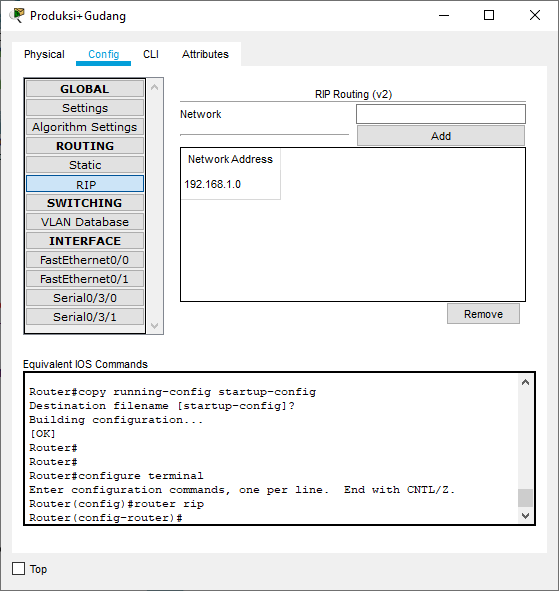 Produksi+Gudang
Physical Config CLI Attributes
GLOBAL
Settings
Algorithm Settings
ROUTING
Static
RIP
SWITCHING
VLAN Database
INTERFACE
FastEthernet0/0
FastEthernet0/1
Serial0/3/0
Serial0/3/1
RIP Routing (v2)
Network
Add
Network Address
192.168.1.0
Remove
Equivalent IOS Commands
Router#copy running-config startup-config
Destination filename [startup-config]?
Building configuration...
[OK]
Router#
Router#
Router#configure terminal
Enter configuration commands, one per line.  End with CNTL/Z.
Router(config)#router rip
Router(config-router)#
Top